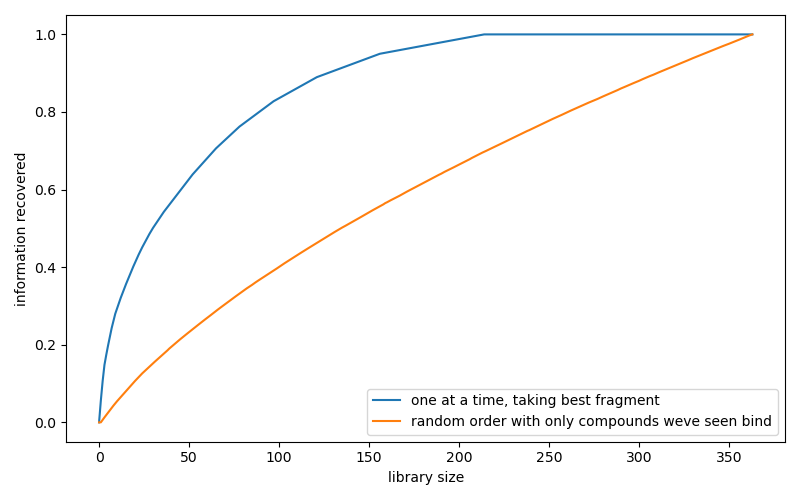 1.0
0.8
0.6
0.4
0.2
0.0
information recovered
0 50 100 150 200 250 300 350
library size
one at a time, taking best fragment
random order with only compounds weve seen bind